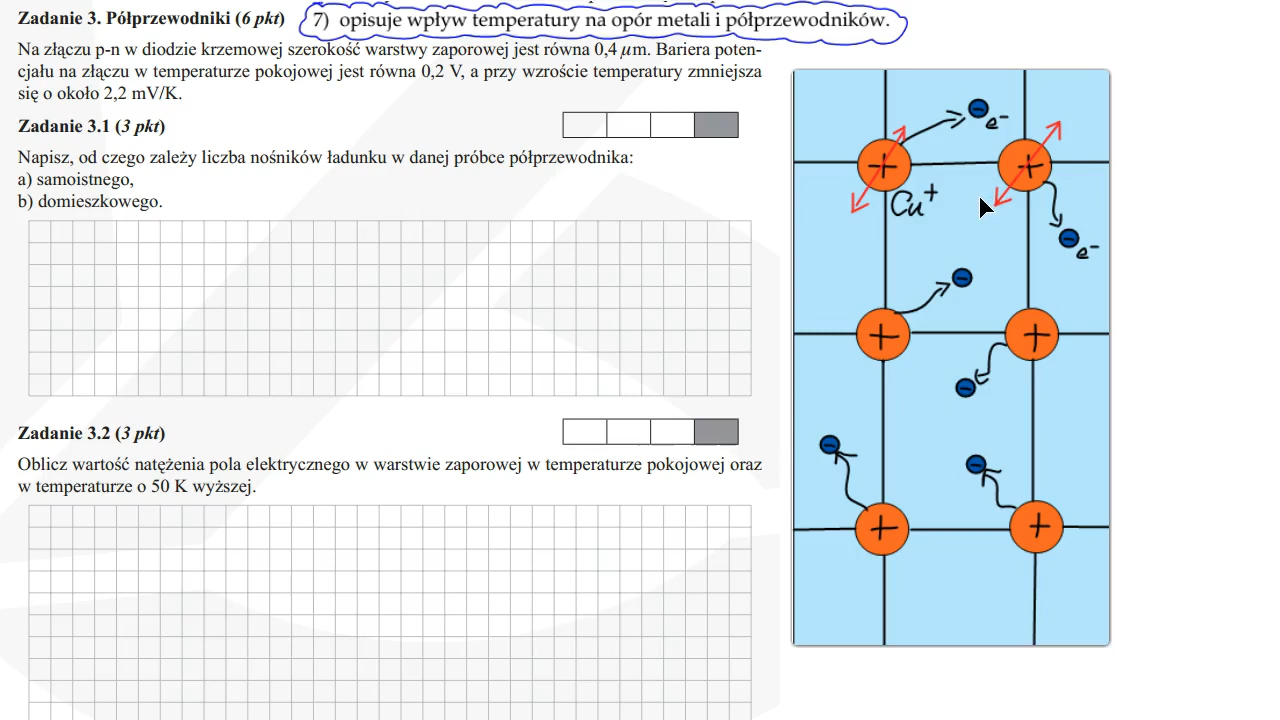 Zadanie 3. Półprzewodniki (6 pkt)
7) opisuje wpływ temperatury na opór metali i półprzewodników.
Na złączu p-n w diodzie krzemowej szerokość warstwy zaporowej jest równa 0,4 μm. Bariera poten-
cjału na złączu w temperaturze pokojowej jest równa 0,2 V, a przy wzroście temperatury zmniejsza
się o około 2,2 mV/K.
Zadanie 3.1 (3 pkt)
Napisz, od czego zależy liczba nośników ładunku w danej próbce półprzewodnika:
a) samoistnego,
b) domieszkowego.
Zadanie 3.2 (3 pkt)
Oblicz wartość natężenia pola elektrycznego w warstwie zaporowej w temperaturze pokojowej oraz
w temperaturze o 50 K wyższej.
e⁻
+ +
Cu⁺
e⁻
+ +
+ +